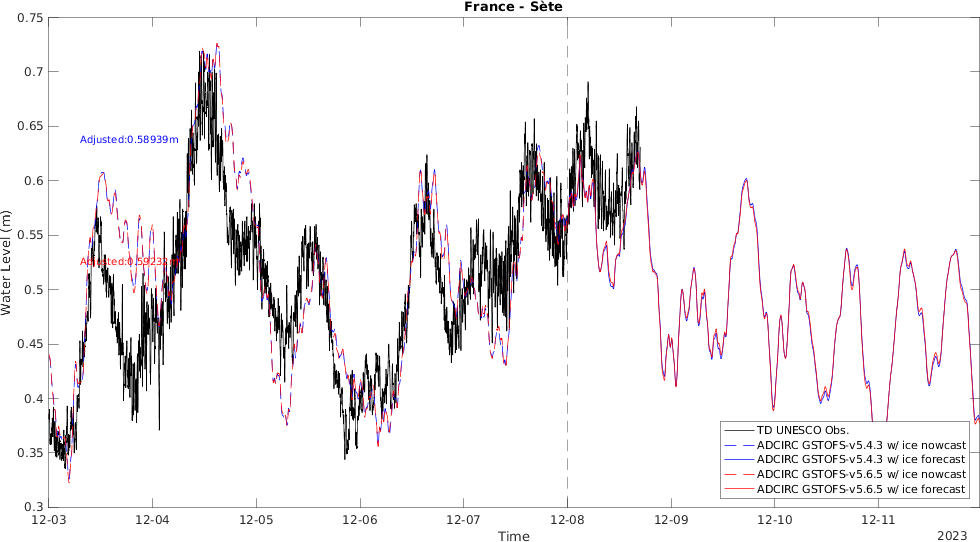 France - Sète
0.75
0.7
0.65
0.6
0.55
0.5
0.45
0.4
0.35
0.3
Water Level (m)
Adjusted:0.58939m
Adjusted:0.59233m
TD UNESCO Obs.
ADCIRC GSTOFS-v5.4.3 w/ ice nowcast
ADCIRC GSTOFS-v5.4.3 w/ ice forecast
ADCIRC GSTOFS-v5.6.5 w/ ice nowcast
ADCIRC GSTOFS-v5.6.5 w/ ice forecast
12-03 12-04 12-05 12-06 12-07 12-08 12-09 12-10 12-11
Time
2023